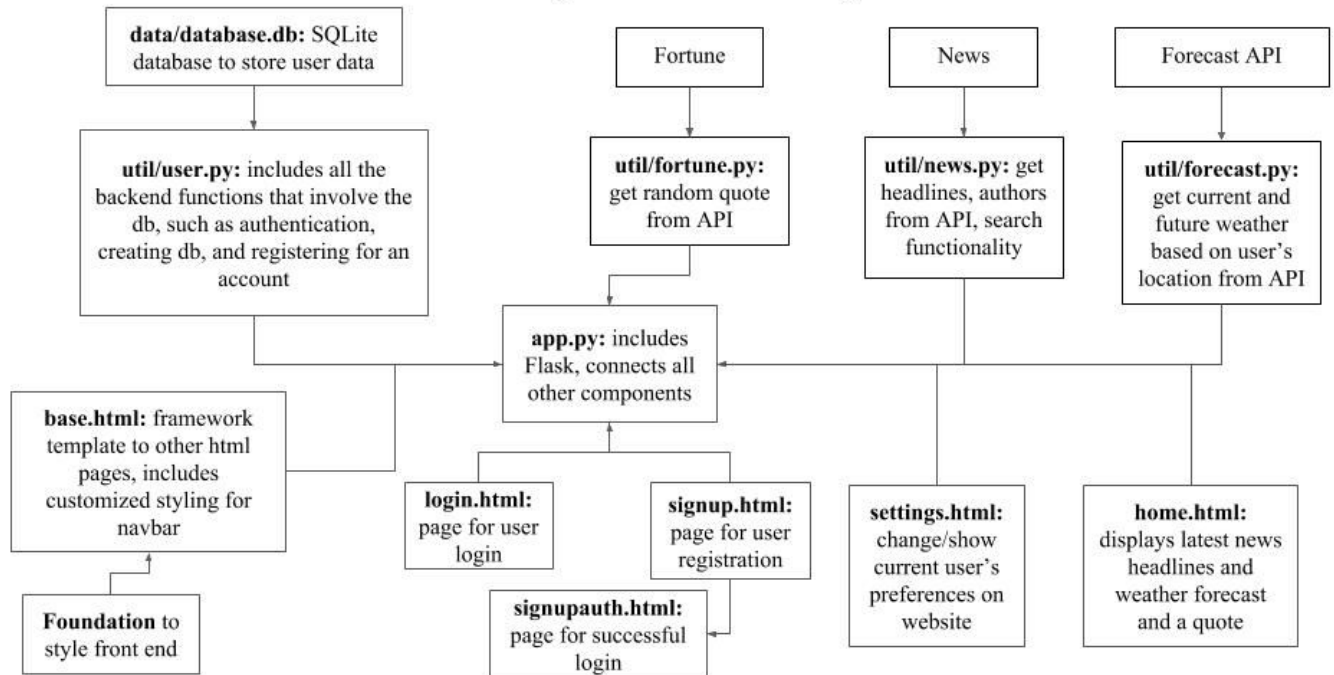 data/database.db: SQLite
database to store user data
Fortune
News
Forecast API
util/user.py: includes all the
backend functions that involve the
db, such as authentication,
creating db, and registering for an
account
util/fortune.py:
get random quote
from API
util/news.py: get
headlines, authors
from API, search
functionality
util/forecast.py:
get current and
future weather
based on user's
location from API
app.py: includes
Flask, connects all
other components
base.html: framework
template to other html
pages, includes
customized styling for
navbar
login.html:
page for user
login
signup.html:
page for user
registration
settings.html:
change/show
current user's
preferences on
website
home.html:
displays latest news
headlines and
weather forecast
and a quote
Foundation to
style front end
signupauth.html:
page for successful
login